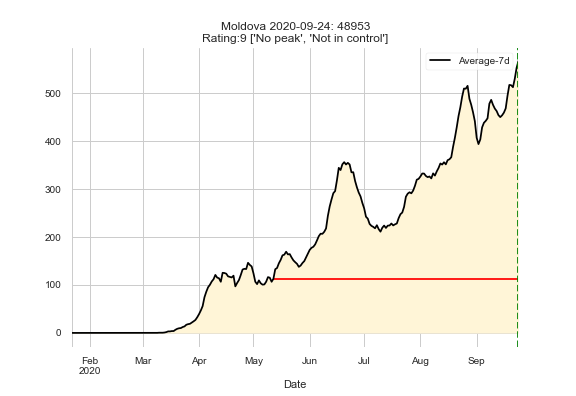 Moldova 2020-09-24: 48953
Rating:9 ['No peak', 'Not in control']
Average-7d
500
400
300
200
100
0
Feb Mar Apr May Jun Jul Aug Sep
2020
Date